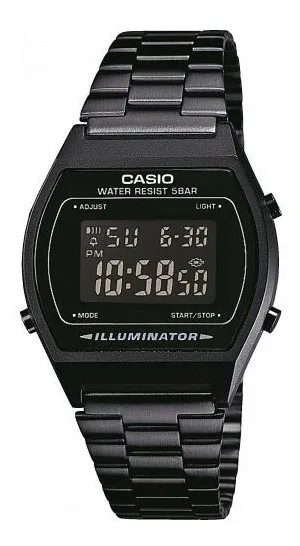 CASIO
WATER RESIST 5BAR
ADJUST LIGHT
SU 6-30
PM 10:58 50
MODE START/STOP
ILLUMINATOR